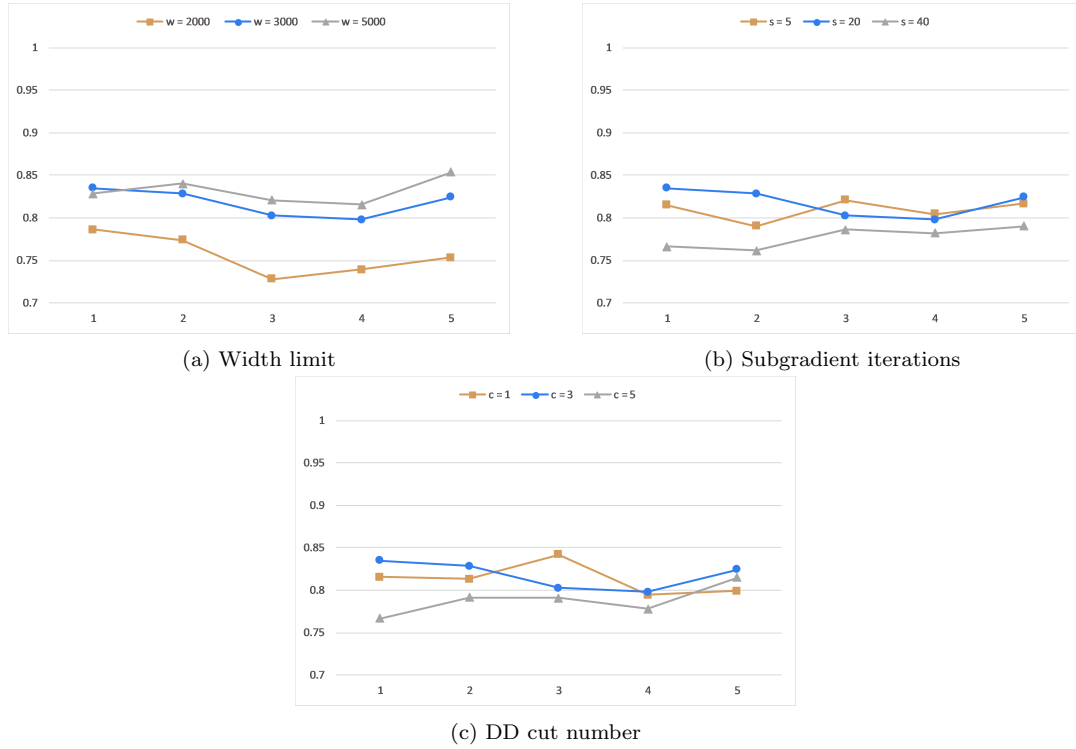 w = 2000 w = 3000 w = 5000
1
0.95
0.9
0.85
0.8
0.75
0.7
1 2 3 4 5
(a) Width limit
s = 5 s = 20 s = 40
1
0.95
0.9
0.85
0.8
0.75
0.7
1 2 3 4 5
(b) Subgradient iterations
c = 1 c = 3 c = 5
1
0.95
0.9
0.85
0.8
0.75
0.7
1 2 3 4 5
(c) DD cut number